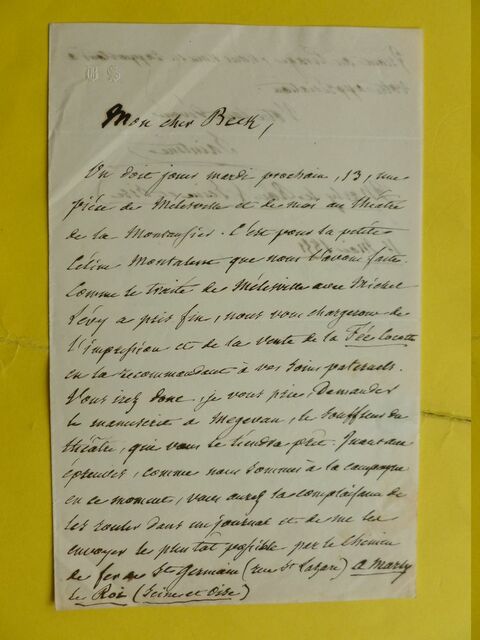 Mon cher Beck,
On doit jouer mardi prochain, 13, une
pièce de Mélesville et de moi au théâtre
de la Montansier. C'est pour la petite
Céline Montaland que nous l'avons faite.
Comme le traité de Mélesville avec Michel
Lévy a pris fin, nous vous chargerons de
l'impression et de la vente de la Fée Cocotte
en la recommandant à vos soins paternels.
Vous irez donc, je vous prie, demander
le manuscrit à Mégevan, le souffleur du
théâtre, qui vous le tiendra prêt. Quant aux
épreuves, comme nous sommes à la campagne
en ce moment, vous aurez la complaisance de
les rouler dans un journal et de me les
envoyer le plutôt possible par le chemin
de fer de St Germain (rue St Lazare) à Marly
le Roi (Seine et Oise)